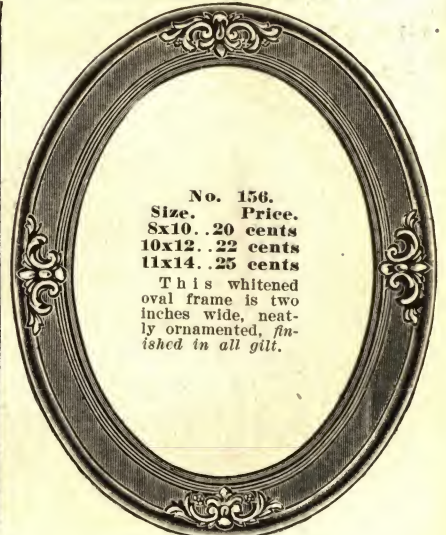 No. 156.
Size. Price.
8x10..20 cents
10x12..22 cents
11x14..25 cents
This whitened
oval frame is two
inches wide, neat-
ly ornamented, fin-
ished in all gilt.